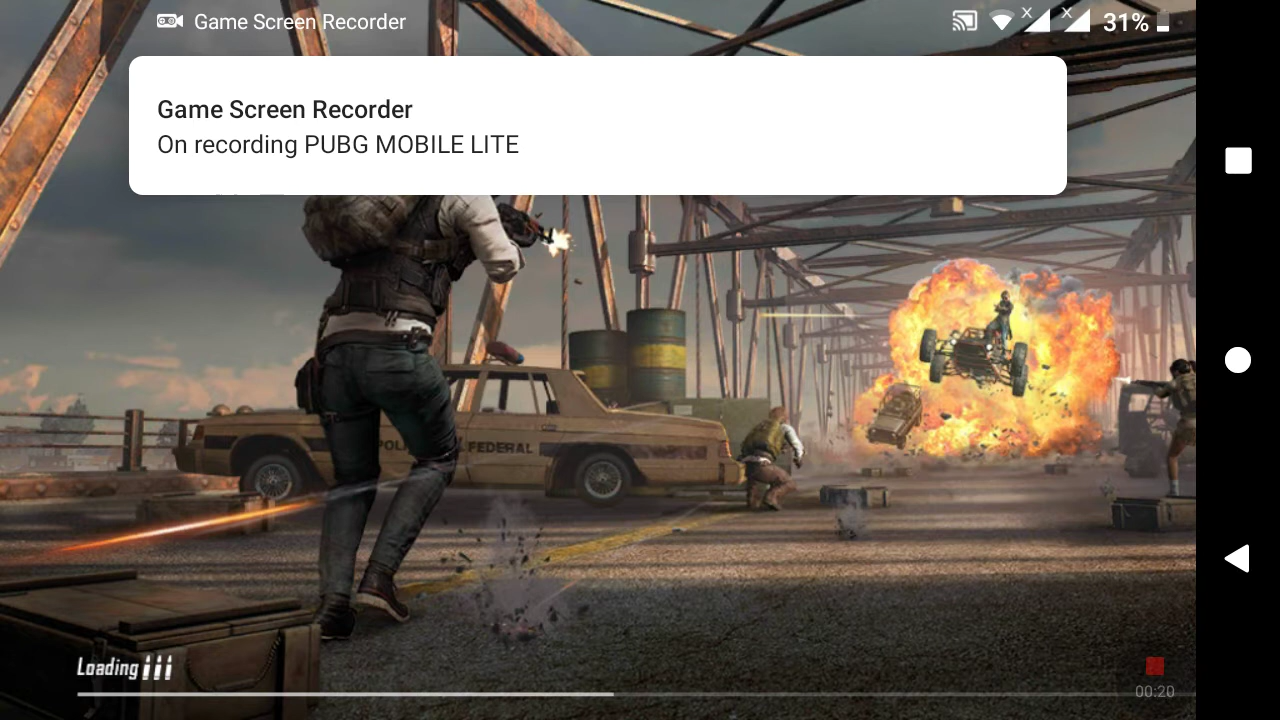 Game Screen Recorder
31%
Game Screen Recorder
On recording PUBG MOBILE LITE
FEDERAL
Loading
00:20